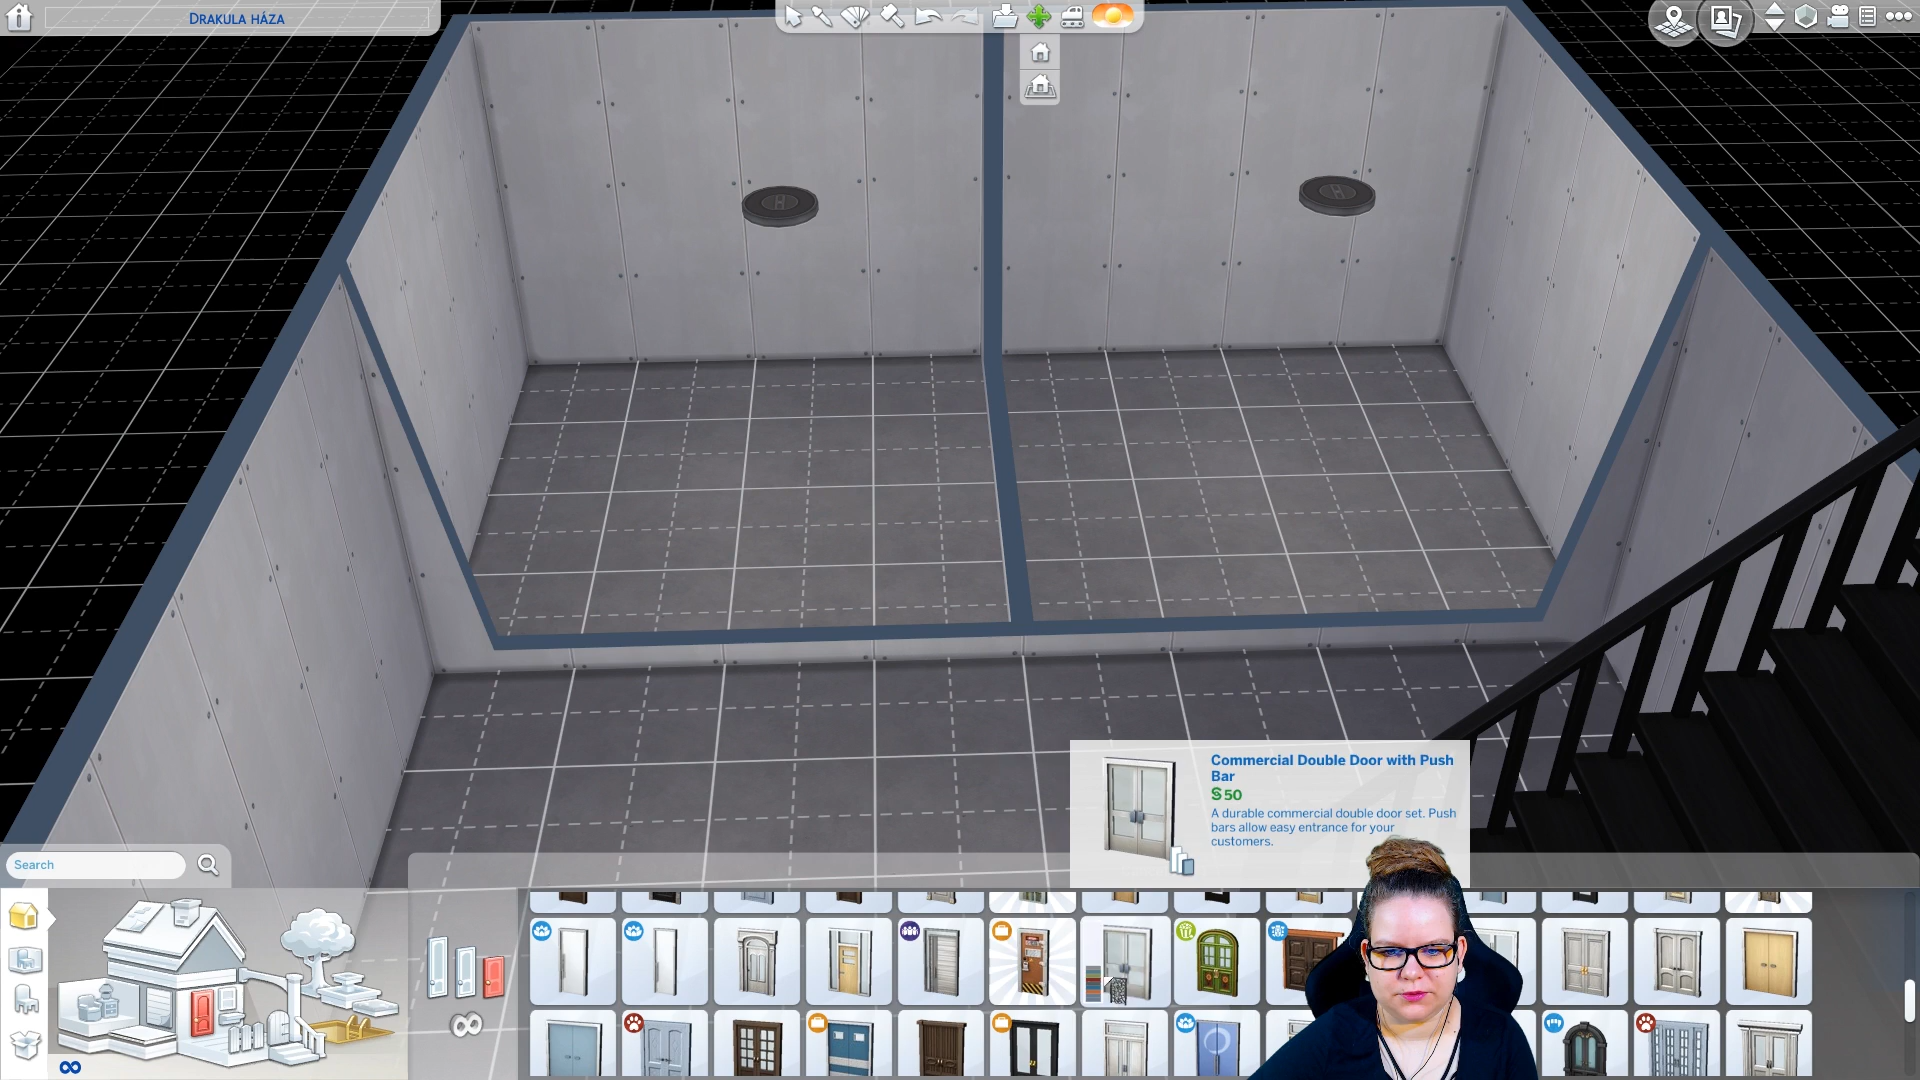 DRAKULA HÁZA
Commercial Double Door with Push
Bar
§50
A durable commercial double door set. Push
bars allow easy entrance for your
customers.
Search